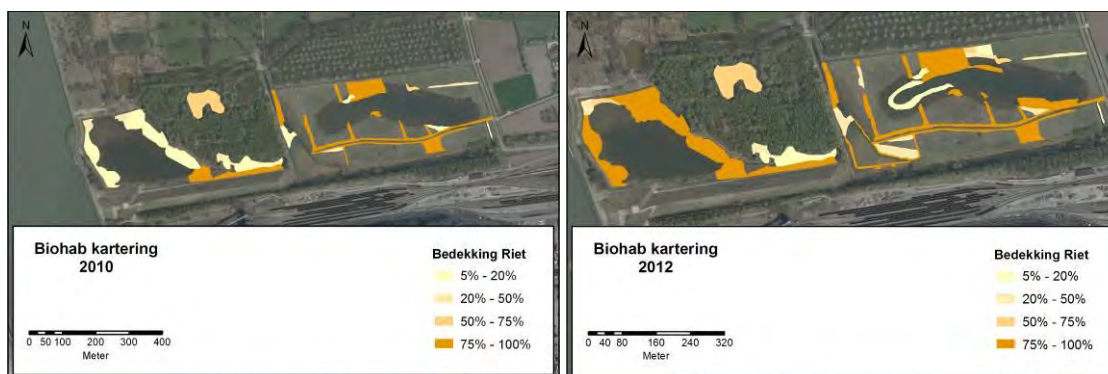 N
Biohab kartering
2010
Bedekking Riet
5% - 20%
20% - 50%
50% - 75%
75% - 100%
0 50 100 200 300 400
Meter
N
Biohab kartering
2012
Bedekking Riet
5% - 20%
20% - 50%
50% - 75%
75% - 100%
0 40 80 160 240 320
Meter